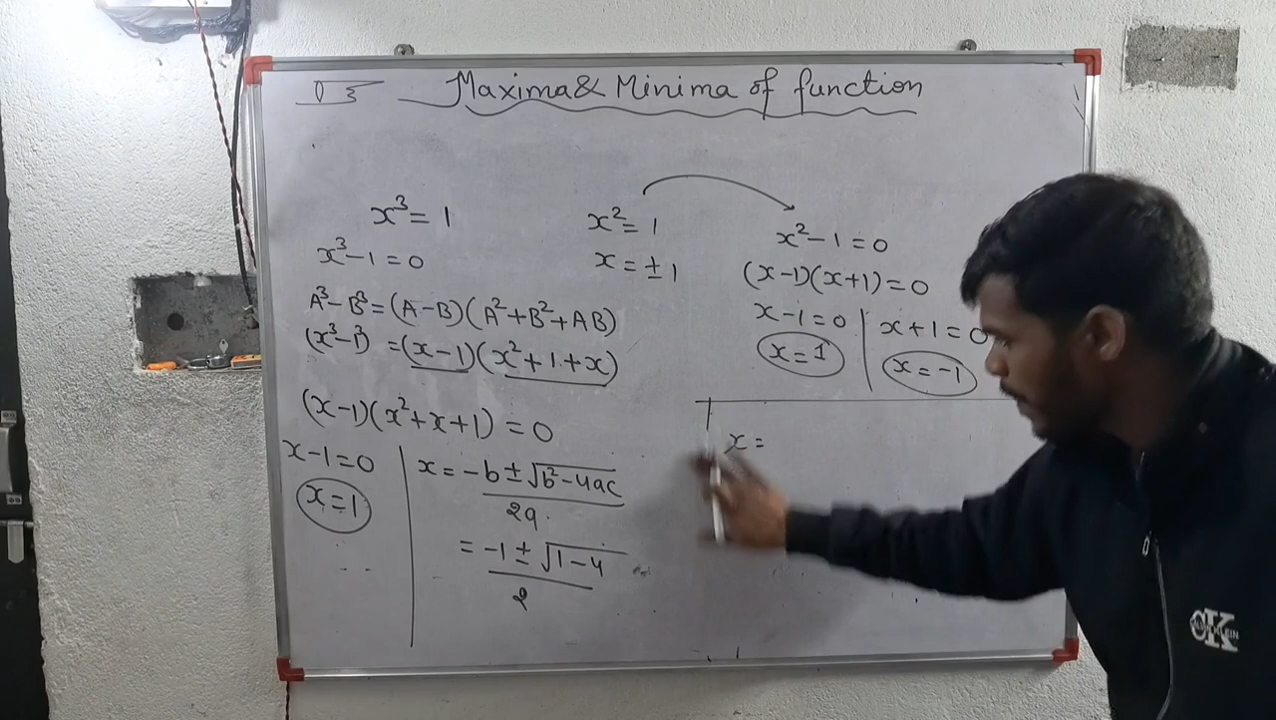 Maxima & Minima of function
x³ = 1
x³ - 1 = 0
A³ - B³ = (A - B)(A² + B² + AB)
(x³ - 1³) = (x - 1)(x² + 1 + x)
(x - 1)(x² + x + 1) = 0
x - 1 = 0
x = 1
x = -b ± √b² - 4ac
2a
= -1 ± √1 - 4
2
x² = 1
x = ± 1
x² - 1 = 0
(x - 1)(x + 1) = 0
x - 1 = 0
x = 1
x + 1 = 0
x = -1
x =
CK